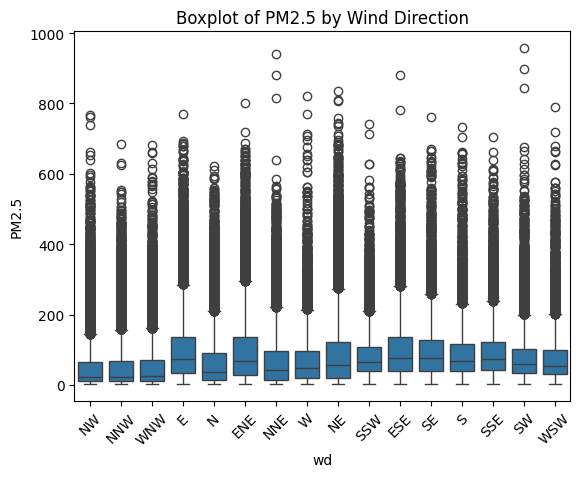 Boxplot of PM2.5 by Wind Direction
1000
800
600
400
200
0
PM2.5
NW NNW WNW E N ENE NNE W NE SSW ESE SE S SSE SW WSW
wd